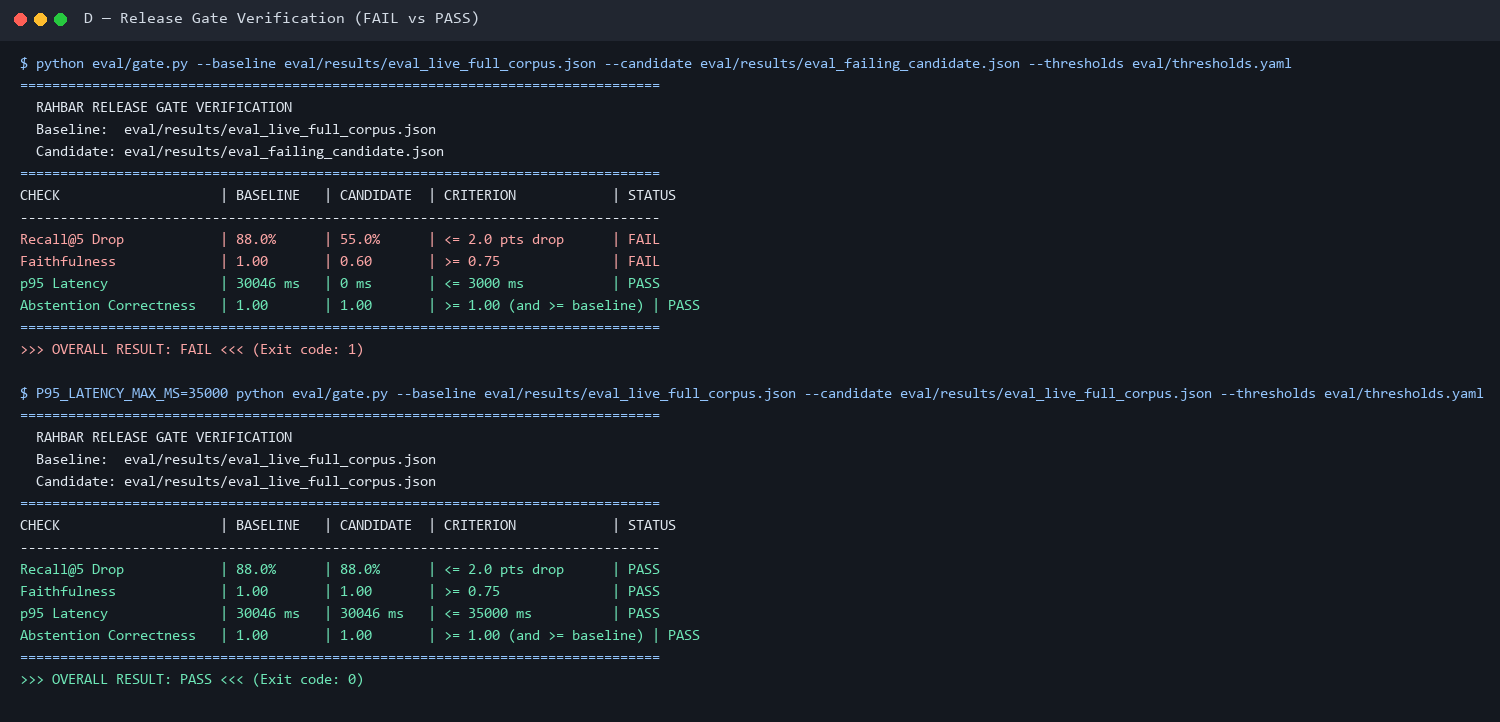 D — Release Gate Verification (FAIL vs PASS)
$ python eval/gate.py --baseline eval/results/eval_live_full_corpus.json --candidate eval/results/eval_failing_candidate.json --thresholds eval/thresholds.yaml
================================================================================
  RAHBAR RELEASE GATE VERIFICATION
  Baseline:  eval/results/eval_live_full_corpus.json
  Candidate: eval/results/eval_failing_candidate.json
================================================================================
CHECK                    | BASELINE   | CANDIDATE  | CRITERION            | STATUS
--------------------------------------------------------------------------------
Recall@5 Drop            | 88.0%      | 55.0%      | <= 2.0 pts drop      | FAIL
Faithfulness             | 1.00       | 0.60       | >= 0.75              | FAIL
p95 Latency              | 30046 ms   | 0 ms       | <= 3000 ms           | PASS
Abstention Correctness   | 1.00       | 1.00       | >= 1.00 (and >= baseline) | PASS
================================================================================
>>> OVERALL RESULT: FAIL <<< (Exit code: 1)
$ P95_LATENCY_MAX_MS=35000 python eval/gate.py --baseline eval/results/eval_live_full_corpus.json --candidate eval/results/eval_live_full_corpus.json --thresholds eval/thresholds.yaml
================================================================================
  RAHBAR RELEASE GATE VERIFICATION
  Baseline:  eval/results/eval_live_full_corpus.json
  Candidate: eval/results/eval_live_full_corpus.json
================================================================================
CHECK                    | BASELINE   | CANDIDATE  | CRITERION            | STATUS
--------------------------------------------------------------------------------
Recall@5 Drop            | 88.0%      | 88.0%      | <= 2.0 pts drop      | PASS
Faithfulness             | 1.00       | 1.00       | >= 0.75              | PASS
p95 Latency              | 30046 ms   | 30046 ms   | <= 35000 ms          | PASS
Abstention Correctness   | 1.00       | 1.00       | >= 1.00 (and >= baseline) | PASS
================================================================================
>>> OVERALL RESULT: PASS <<< (Exit code: 0)